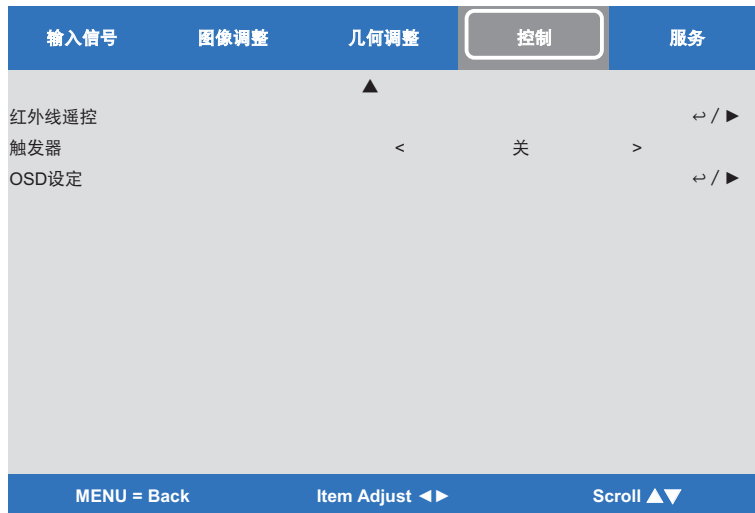 输入信号 图像调整 几何调整 控制 服务
▲
红外线遥控 ↩ / ►
触发器 < 关 >
OSD设定 ↩ / ►
MENU = Back Item Adjust ◄► Scroll ▲▼